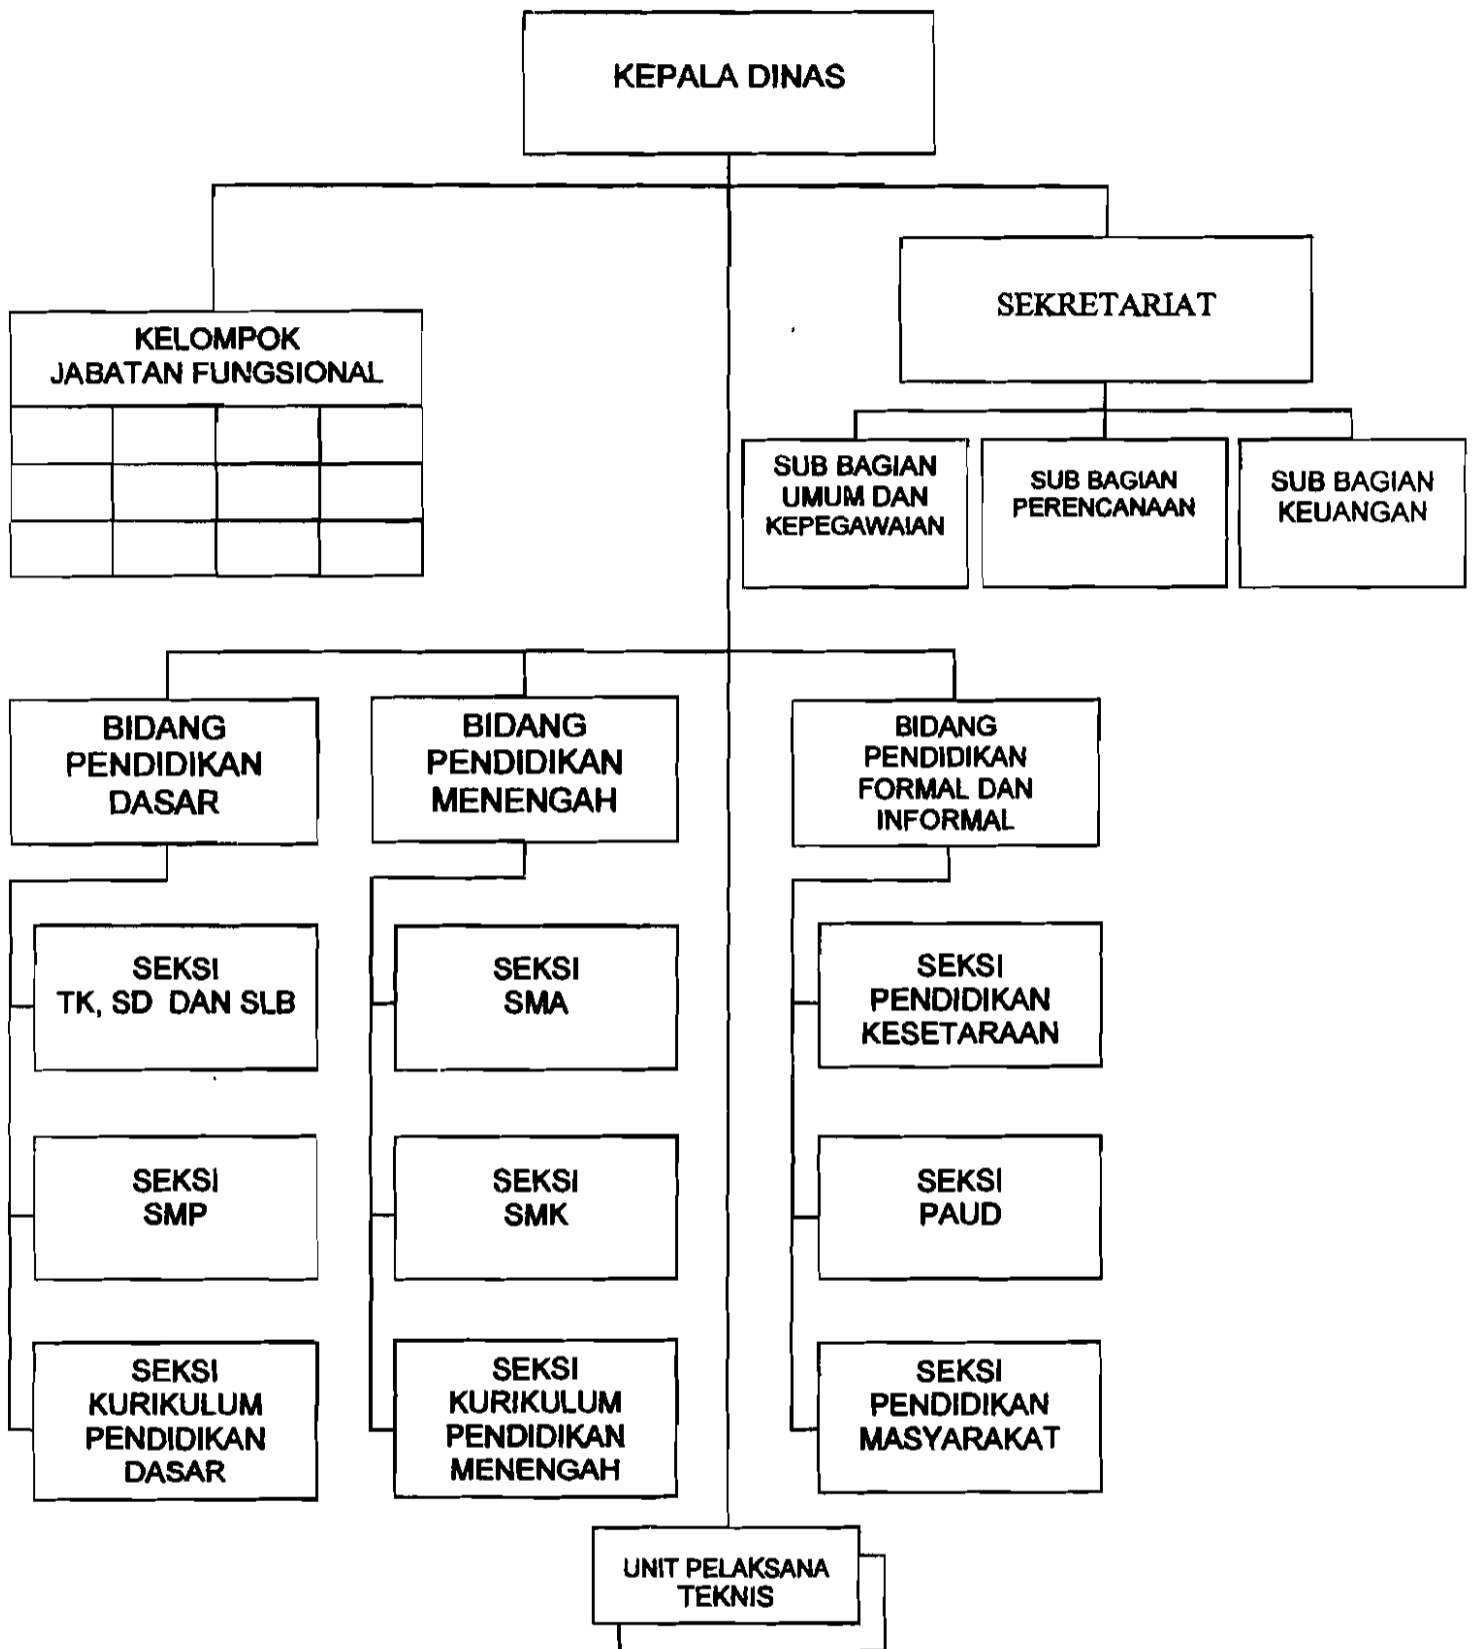 KEPALA DINAS
SEKRETARIAT
KELOMPOK
JABATAN FUNGSIONAL
SUB BAGIAN
UMUM DAN
KEPEGAWAIAN
SUB BAGIAN
PERENCANAAN
SUB BAGIAN
KEUANGAN
BIDANG
PENDIDIKAN
DASAR
BIDANG
PENDIDIKAN
MENENGAH
BIDANG
PENDIDIKAN
FORMAL DAN
INFORMAL
SEKSI
TK, SD DAN SLB
SEKSI
SMA
SEKSI
PENDIDIKAN
KESETARAAN
SEKSI
SMP
SEKSI
SMK
SEKSI
PAUD
SEKSI
KURIKULUM
PENDIDIKAN
DASAR
SEKSI
KURIKULUM
PENDIDIKAN
MENENGAH
SEKSI
PENDIDIKAN
MASYARAKAT
UNIT PELAKSANA
TEKNIS